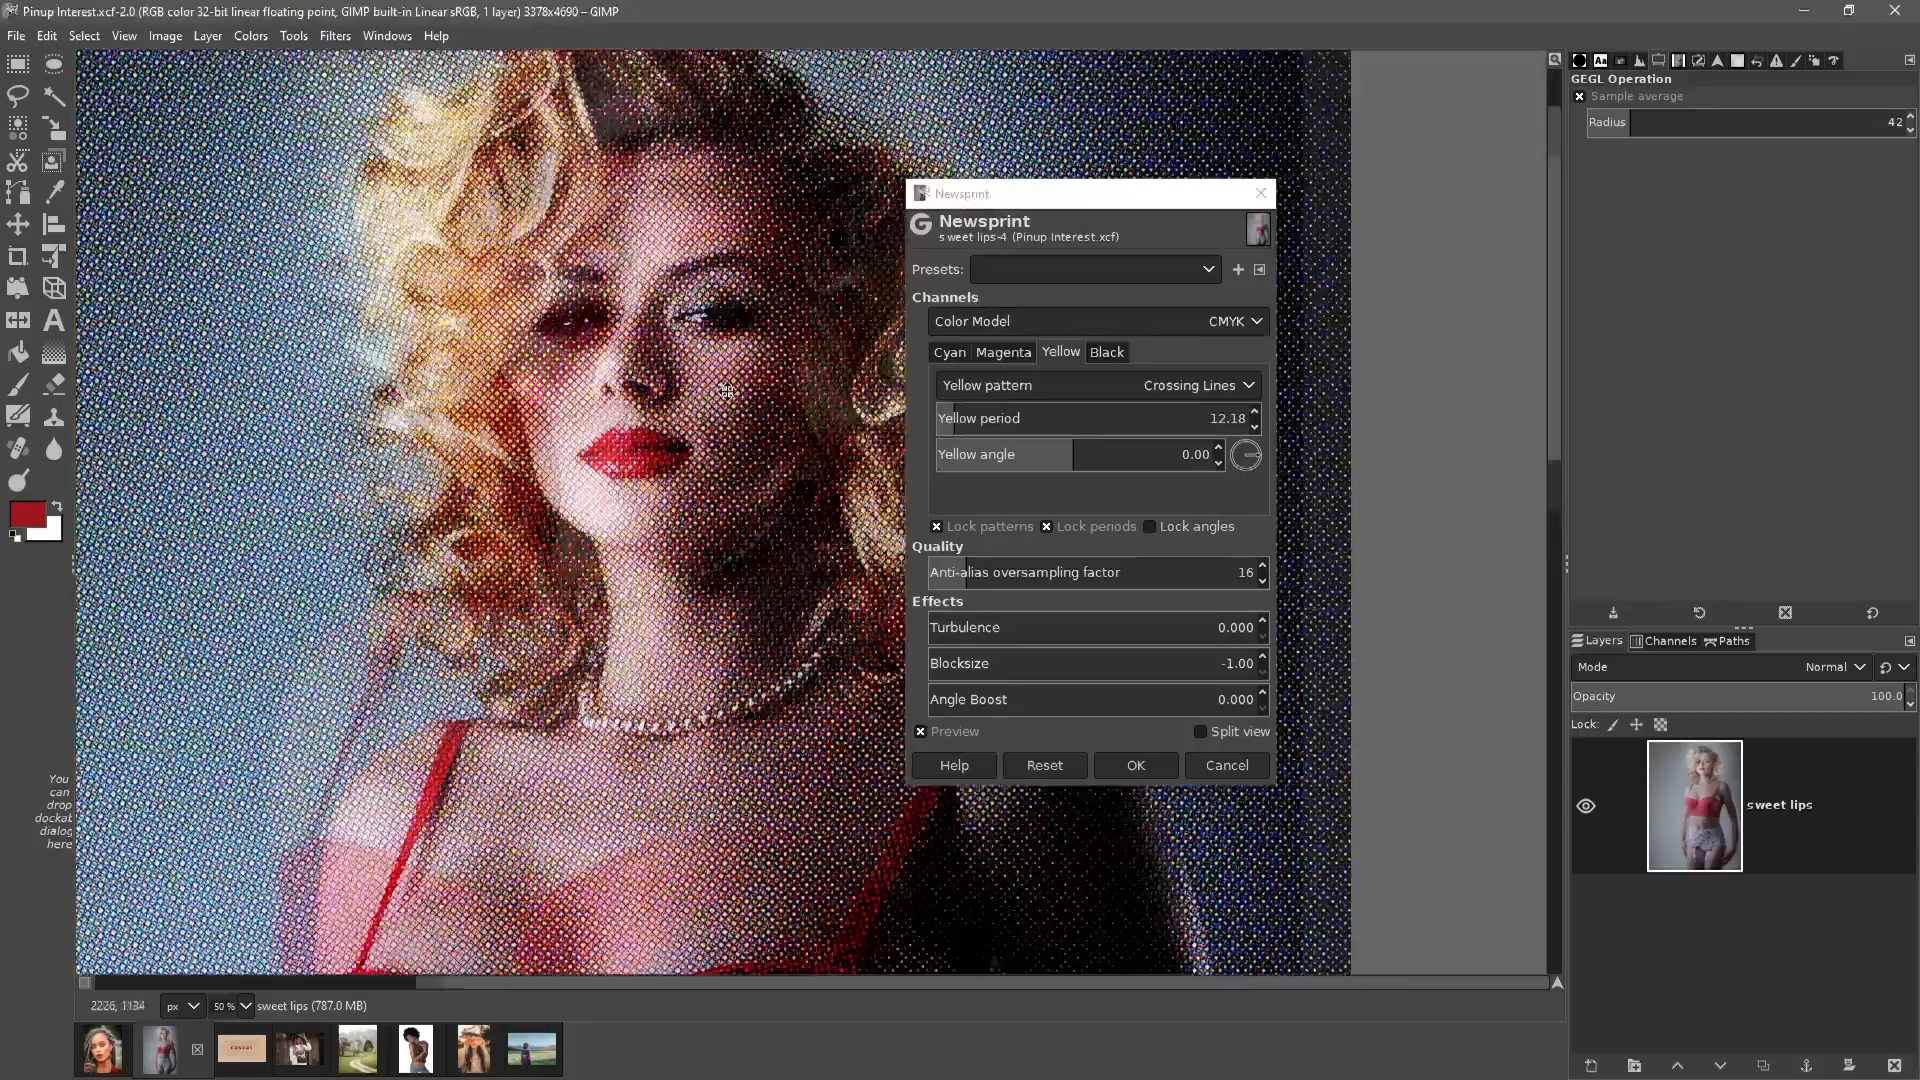 Pinup Interest.xcf-2.0 (RGB color 32-bit linear floating point, GIMP built-in Linear sRGB, 1 layer) 3378x4690 – GIMP
File Edit Select View Image Layer Colors Tools Filters Windows Help
GEGL Operation
Sample average
Radius 42
Newsprint
Newsprint
sweet lips-4 (Pinup Interest.xcf)
Presets:
Channels
Color Model CMYK
Cyan Magenta Yellow Black
Yellow pattern Crossing Lines
Yellow period 12.18
Yellow angle 0.00
Lock patterns Lock periods Lock angles
Quality
Anti-alias oversampling factor 16
Effects
Turbulence 0.000
Blocksize -1.00
Angle Boost 0.000
Preview Split view
Help Reset OK Cancel
Layers Channels Paths
Mode Normal
Opacity 100.0
Lock:
sweet lips
You
can
drop
dockab
dialog
here
2226, 1134 px 50 % sweet lips (787.0 MB)
CANVAS